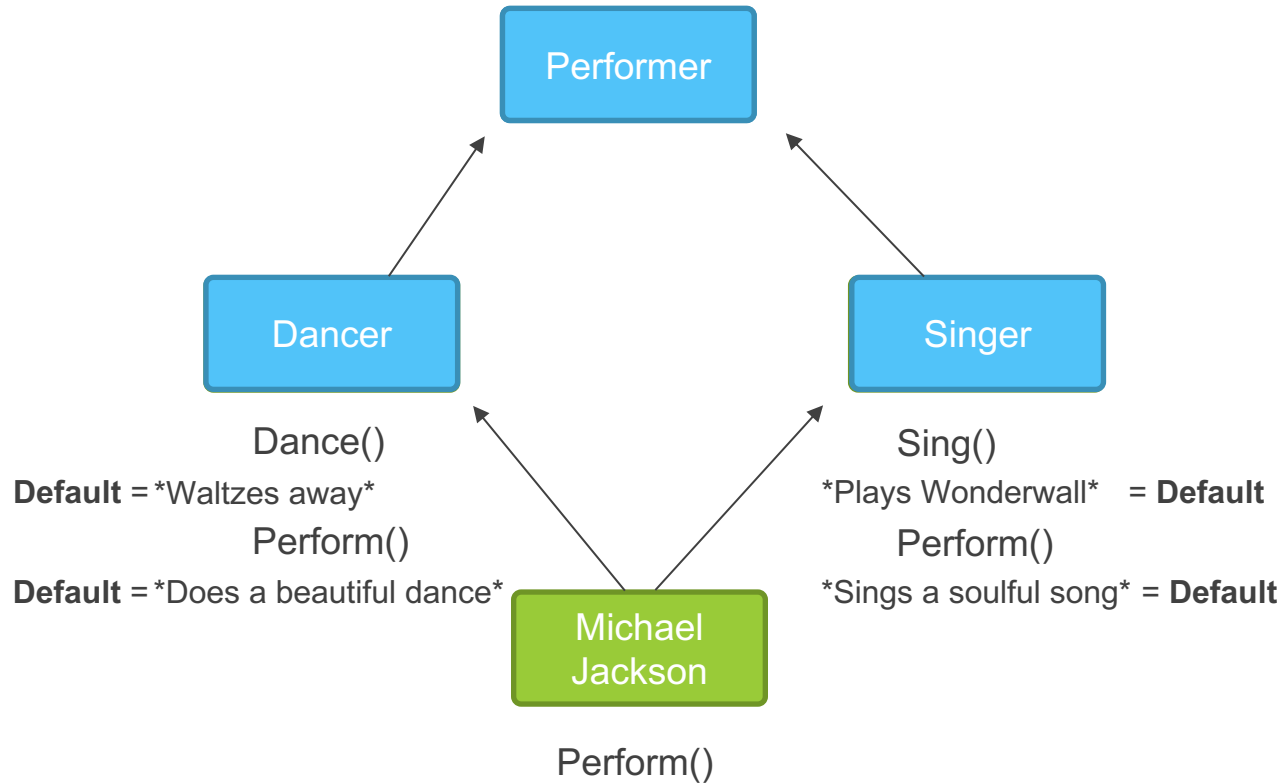 Performer
Dancer
Singer
Dance()
Default = *Waltzes away*
Perform()
Default = *Does a beautiful dance*
Sing()
*Plays Wonderwall* = Default
Perform()
*Sings a soulful song* = Default
Michael
Jackson
Perform()